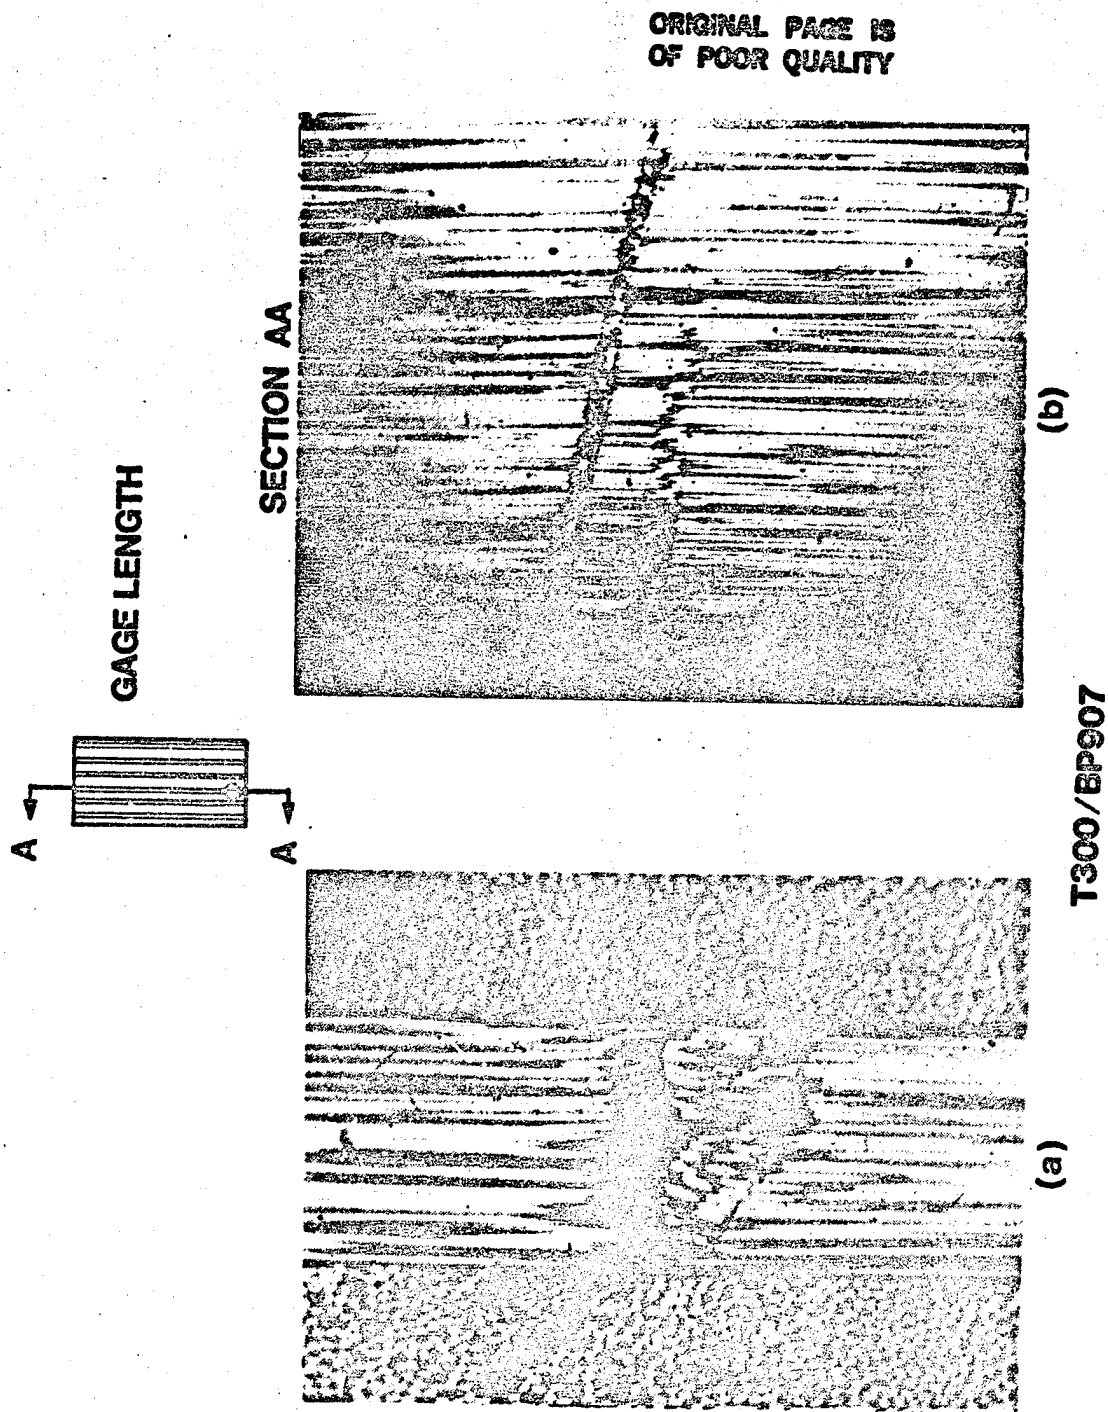 ORIGINAL PAGE IS
OF POOR QUALITY
GAGE LENGTH
A
A
SECTION AA
(a)
(b)
T300/BP907